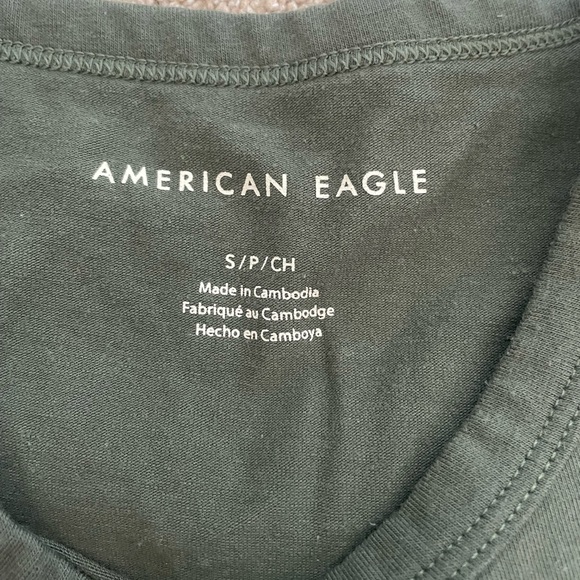 AMERICAN EAGLE
S/P/CH
Made in Cambodia
Fabriqué au Cambodge
Hecho en Camboya